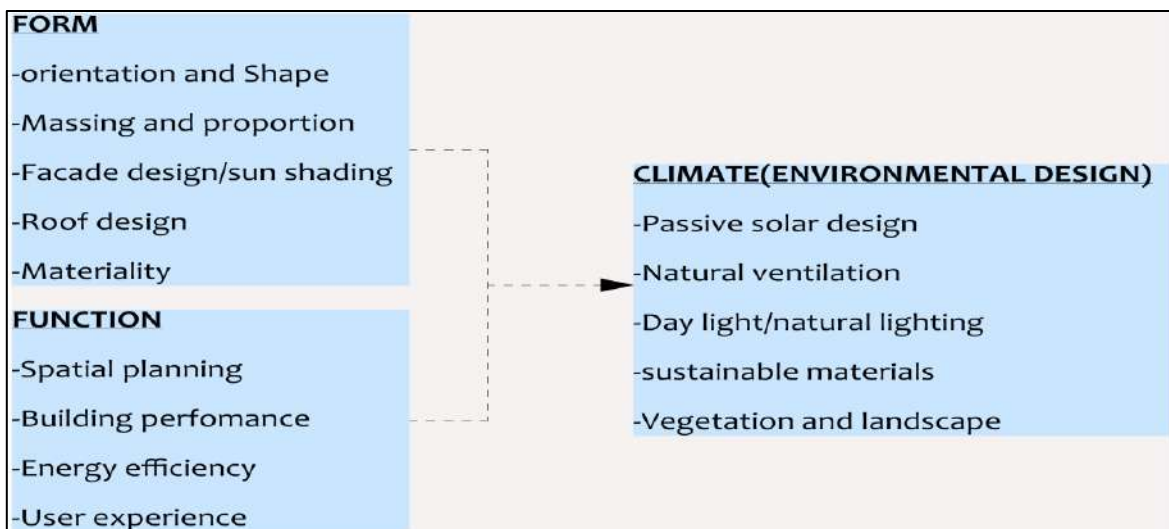 FORM
-orientation and Shape
-Massing and proportion
-Facade design/sun shading
-Roof design
-Materiality
FUNCTION
-Spatial planning
-Building perfomance
-Energy efficiency
-User experience
CLIMATE(ENVIRONMENTAL DESIGN)
-Passive solar design
-Natural ventilation
-Day light/natural lighting
-sustainable materials
-Vegetation and landscape